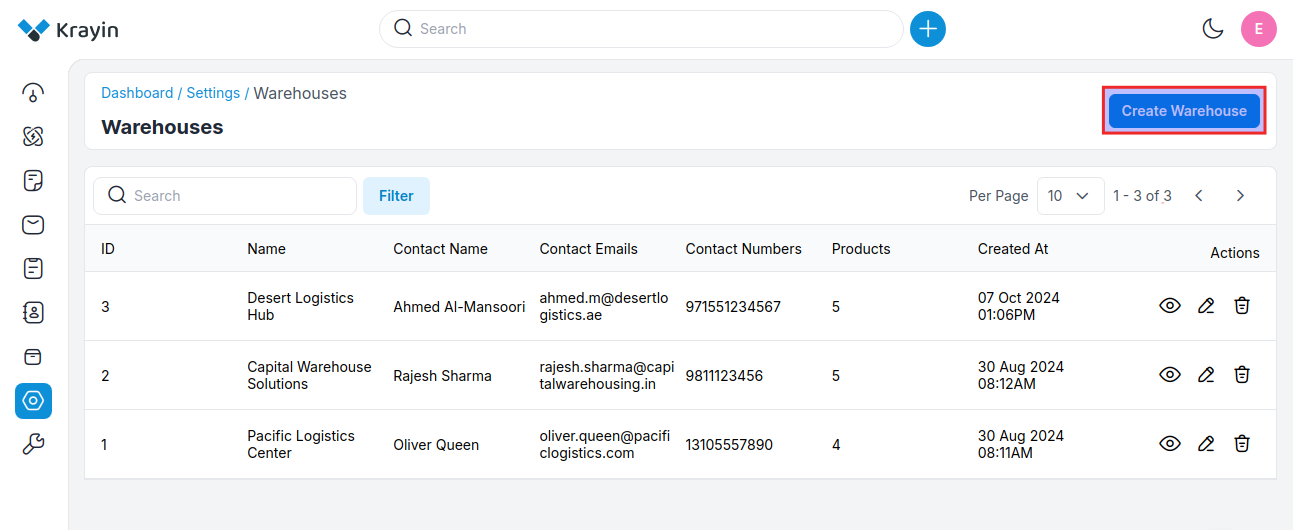 Krayin
Search
E
Dashboard / Settings / Warehouses
Warehouses
Create Warehouse
Search
Filter
Per Page 10 1 - 3 of 3
ID Name Contact Name Contact Emails Contact Numbers Products Created At Actions
3 Desert Logistics Hub Ahmed Al-Mansoori ahmed.m@desertlogistics.ae 971551234567 5 07 Oct 2024 01:06PM
2 Capital Warehouse Solutions Rajesh Sharma rajesh.sharma@capitalwarehousing.in 9811123456 5 30 Aug 2024 08:12AM
1 Pacific Logistics Center Oliver Queen oliver.queen@pacificlogistics.com 13105557890 4 30 Aug 2024 08:11AM